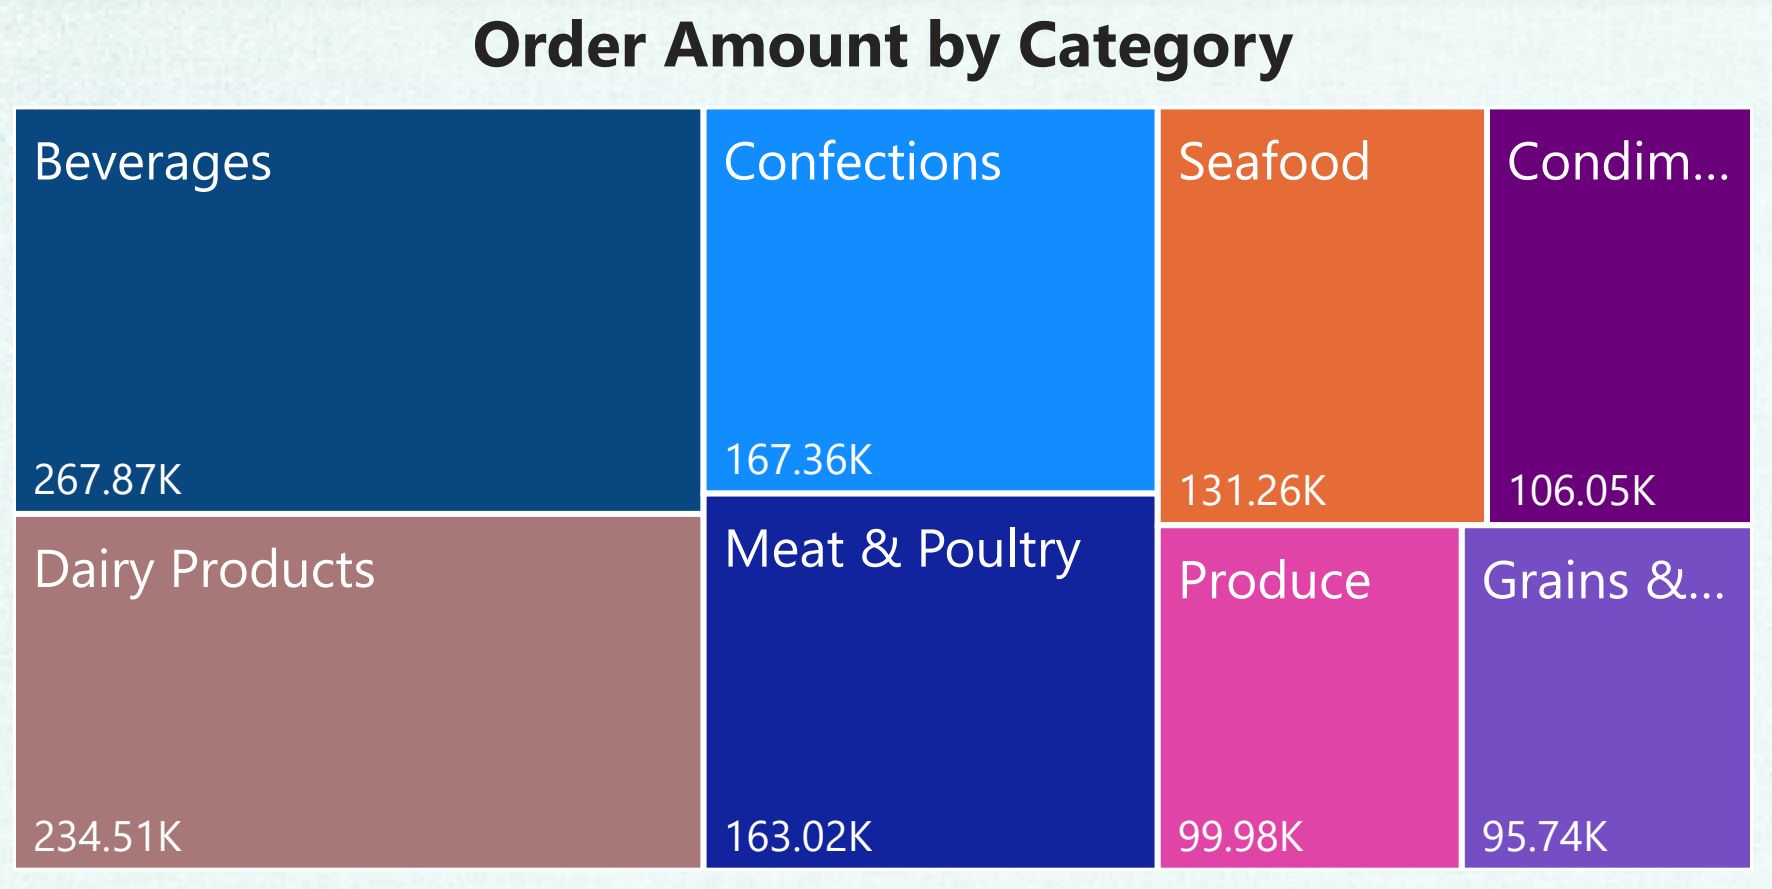 Order Amount by Category
Beverages
267.87K
Dairy Products
234.51K
Confections
167.36K
Meat & Poultry
163.02K
Seafood
131.26K
Condim...
106.05K
Produce
99.98K
Grains &...
95.74K